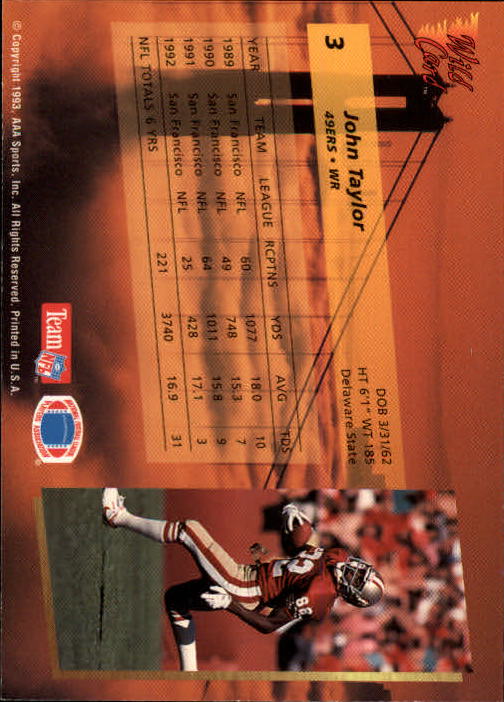 Wild Card™
3
John Taylor
49ERS • WR
DOB 3/31/62
HT 6'1" WT 185
Delaware State
YEAR TEAM LEAGUE RCPTNS YDS AVG TDS
1989 San Francisco NFL 60 1077 18.0 10
1990 San Francisco NFL 49 748 15.3 7
1991 San Francisco NFL 64 1011 15.8 9
1992 San Francisco NFL 25 428 17.1 3
NFL TOTALS 6 YRS 221 3740 16.9 31
82
Team NFL™
© Copyright 1993, AAA Sports, Inc. All Rights Reserved. Printed in U.S.A.